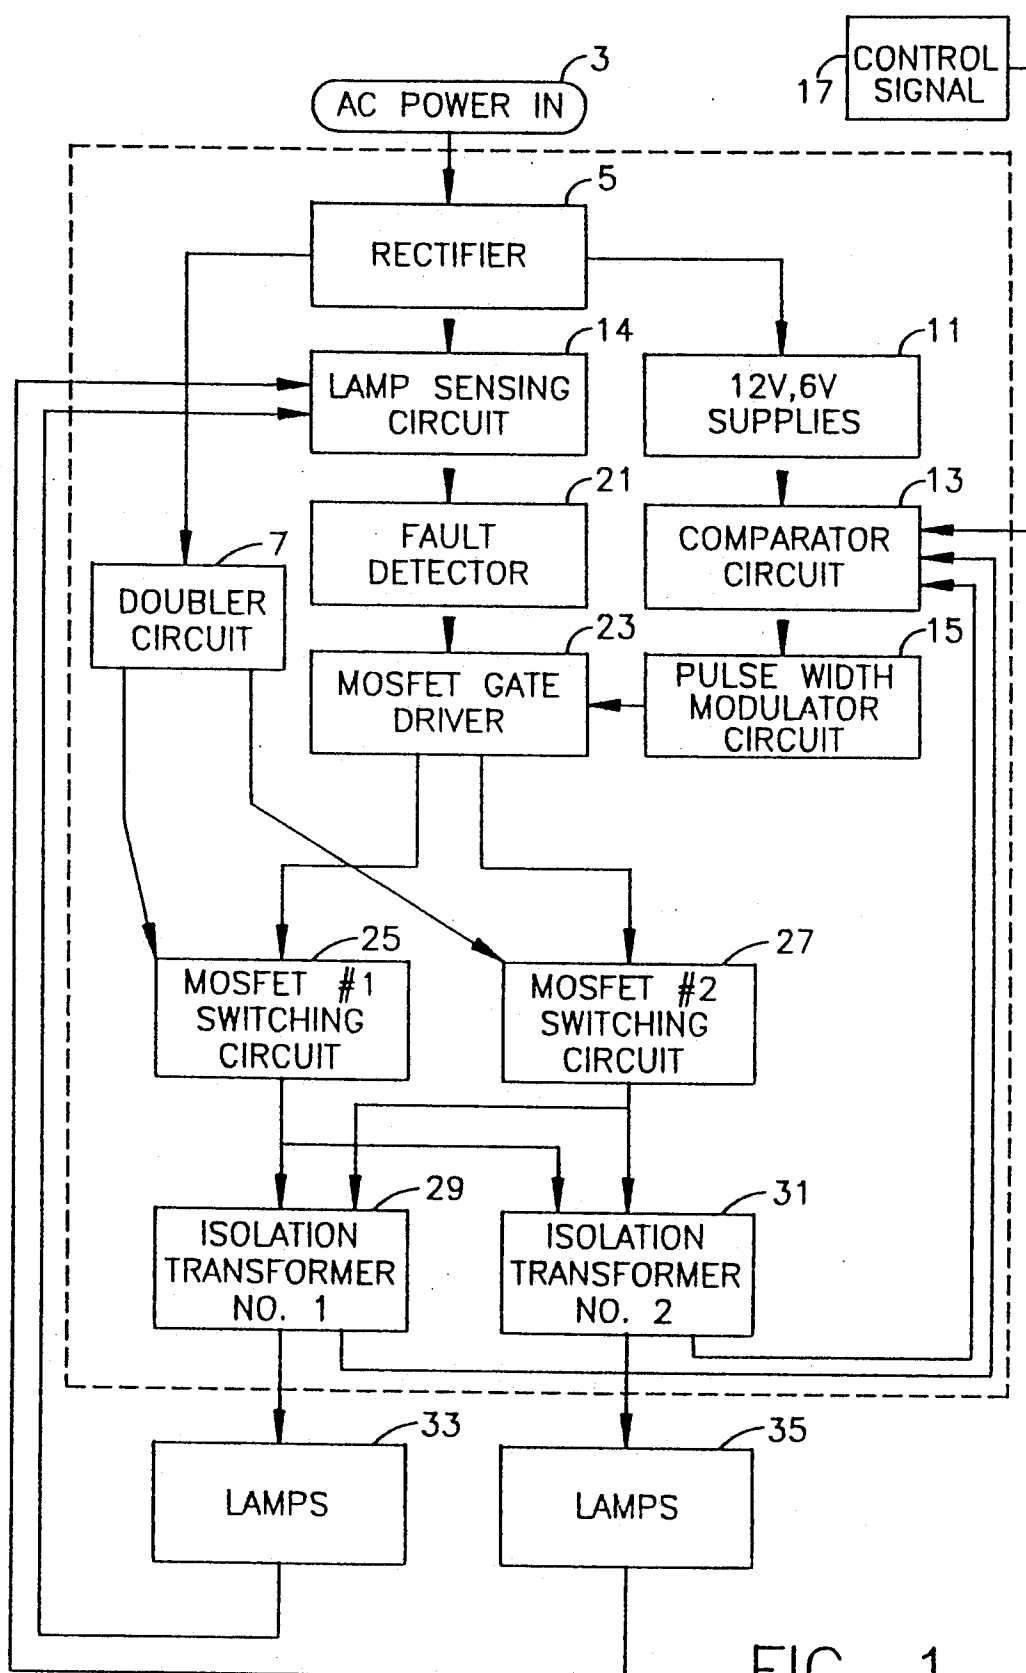 3
AC POWER IN
17
CONTROL
SIGNAL
5
RECTIFIER
14
LAMP SENSING
CIRCUIT
11
12V,6V
SUPPLIES
21
FAULT
DETECTOR
13
COMPARATOR
CIRCUIT
7
DOUBLER
CIRCUIT
23
MOSFET GATE
DRIVER
15
PULSE WIDTH
MODULATOR
CIRCUIT
25
MOSFET #1
SWITCHING
CIRCUIT
27
MOSFET #2
SWITCHING
CIRCUIT
29
ISOLATION
TRANSFORMER
NO. 1
31
ISOLATION
TRANSFORMER
NO. 2
33
LAMPS
35
LAMPS
FIG. 1